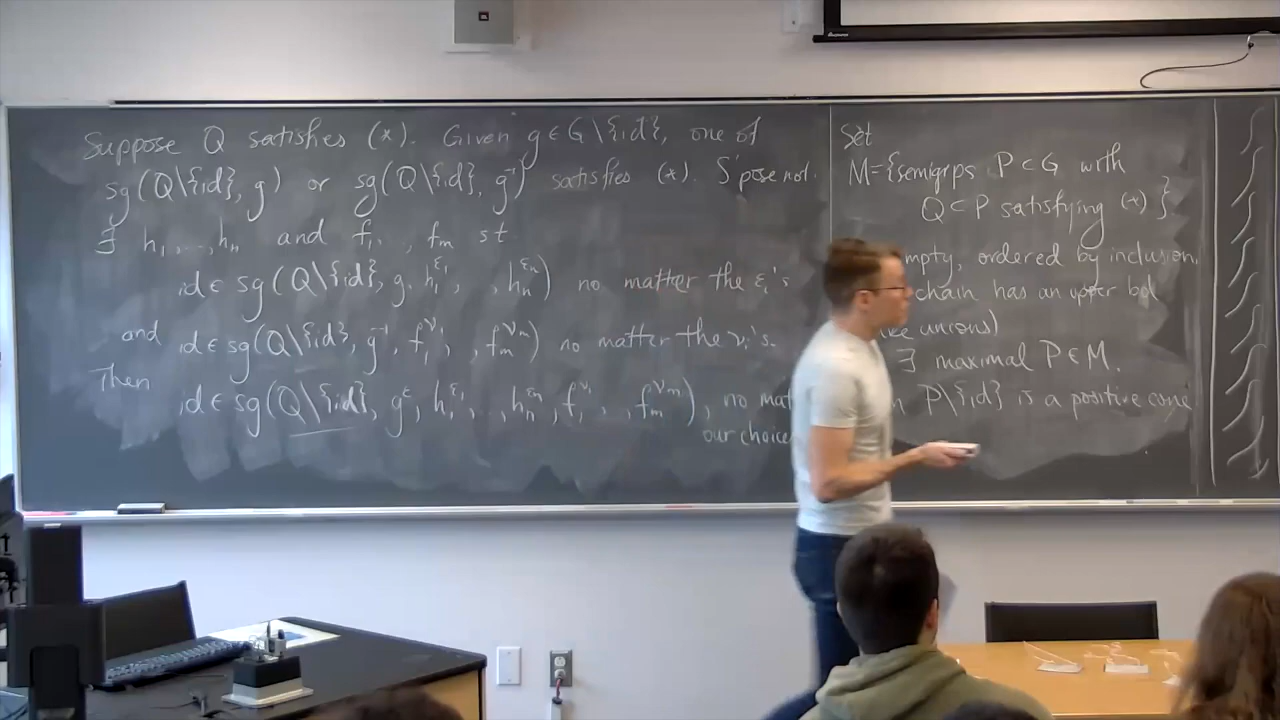 Suppose Q satisfies (*). Given g ∈ G\{id}, one of
sg(Q\{id}, g) or sg(Q\{id}, g⁻¹) satisfies (*). S'pose not.
∃ h₁, ..., hₙ and f₁, , fₘ st
id ∈ sg(Q\{id}, g, h₁^ε₁, , hₙ^εₙ) no matter the εᵢ's
and id ∈ sg(Q\{id}, g⁻¹, f₁^ν₁, , fₘ^νₘ) no matter the νᵢ's.
Then
id ∈ sg(Q\{id}, g^ε, h₁^ε₁, , hₙ^εₙ, f₁^ν₁, , fₘ^νₘ), no mat
our choice
Set
M = {semigrps P ⊂ G with
Q ⊂ P satisfying (*)}
mpty, ordered by inclusion,
chain has an upper bd
unions)
∃ maximal P ∈ M.
P\{id} is a positive cone